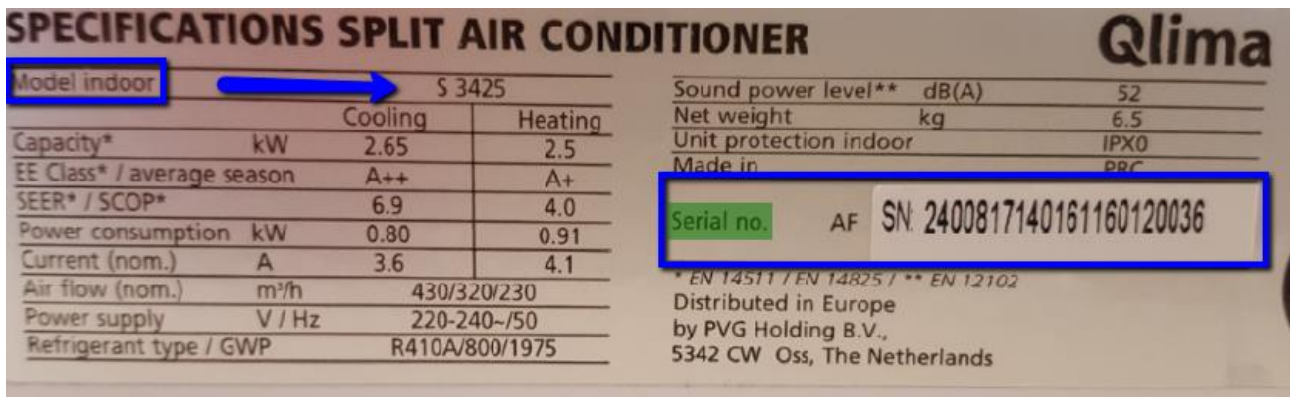 SPECIFICATIONS SPLIT AIR CONDITIONER
Qlima
Model indoor S 3425
Cooling Heating
Capacity* kW 2.65 2.5
EE Class* / average season A++ A+
SEER* / SCOP* 6.9 4.0
Power consumption kW 0.80 0.91
Current (nom.) A 3.6 4.1
Air flow (nom.) m³/h 430/320/230
Power supply V / Hz 220-240~/50
Refrigerant type / GWP R410A/800/1975
Sound power level** dB(A) 52
Net weight kg 6.5
Unit protection indoor IPX0
Made in PRC
Serial no. AF SN: 2400817140161160120036
* EN 14511 / EN 14825 / ** EN 12102
Distributed in Europe
by PVG Holding B.V.,
5342 CW Oss, The Netherlands